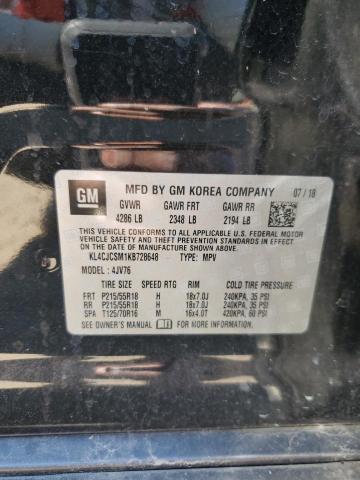 GM
MFD BY GM KOREA COMPANY 07/18
GVWR GAWR FRT GAWR RR
4286 LB 2348 LB 2194 LB
THIS VEHICLE CONFORMS TO ALL APPLICABLE U.S. FEDERAL MOTOR
VEHICLE SAFETY, BUMPER, AND THEFT PREVENTION STANDARDS IN
EFFECT ON THE DATE OF MANUFACTURE SHOWN ABOVE.
KL4CJCSM1KB728648 TYPE: MPV
MODEL: 4JV76
TIRE SIZE SPEED RTG RIM COLD TIRE PRESSURE
FRT P215/55R18 H 18x7.0J 240KPA, 35 PSI
RR P215/55R18 H 18x7.0J 240KPA, 35 PSI
SPA T125/70R16 M 16x4.0T 420KPA, 60 PSI
SEE OWNER'S MANUAL FOR ADDITIONAL INFORMATION.